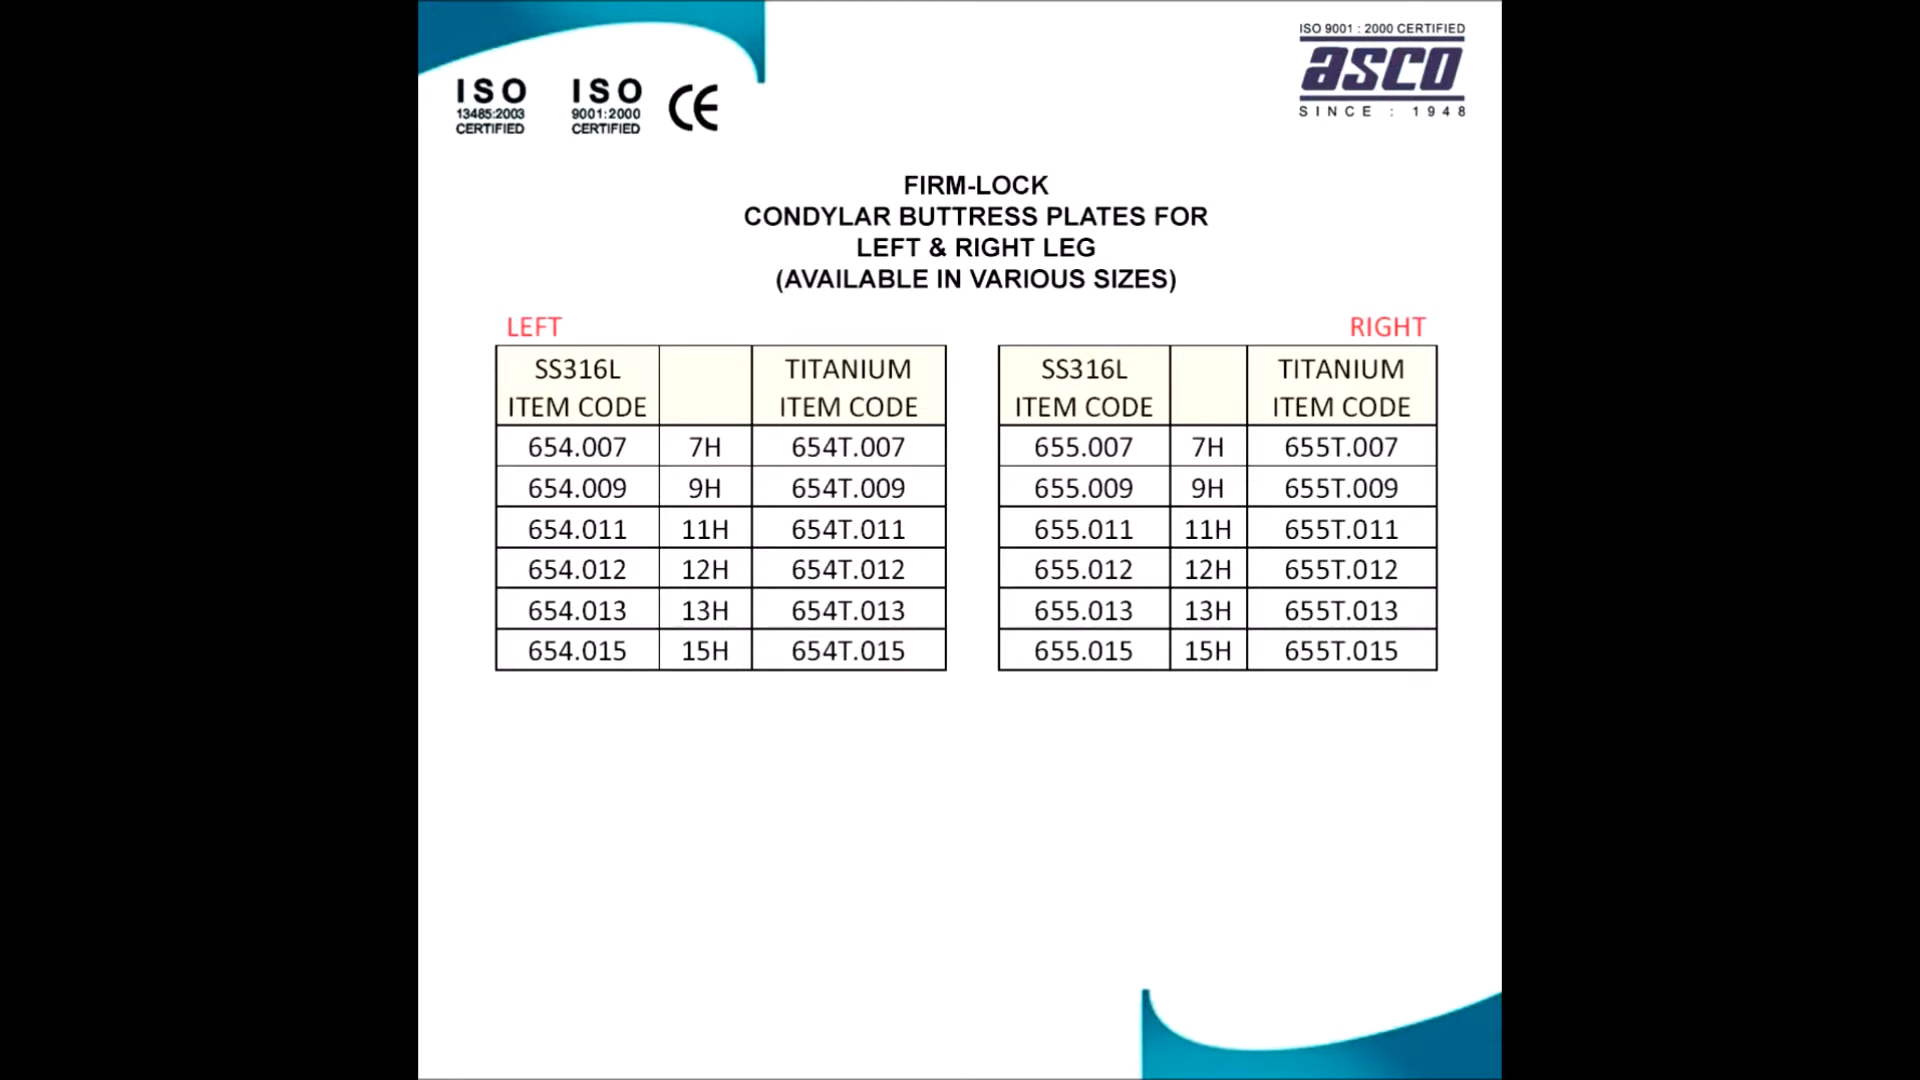 ISO
13485:2003
CERTIFIED
ISO
9001:2000
CERTIFIED
CE
ISO 9001 : 2000 CERTIFIED
asco
SINCE : 1948
FIRM-LOCK
CONDYLAR BUTTRESS PLATES FOR
LEFT & RIGHT LEG
(AVAILABLE IN VARIOUS SIZES)
LEFT
SS316L ITEM CODE TITANIUM ITEM CODE
654.007 7H 654T.007
654.009 9H 654T.009
654.011 11H 654T.011
654.012 12H 654T.012
654.013 13H 654T.013
654.015 15H 654T.015
RIGHT
SS316L ITEM CODE TITANIUM ITEM CODE
655.007 7H 655T.007
655.009 9H 655T.009
655.011 11H 655T.011
655.012 12H 655T.012
655.013 13H 655T.013
655.015 15H 655T.015